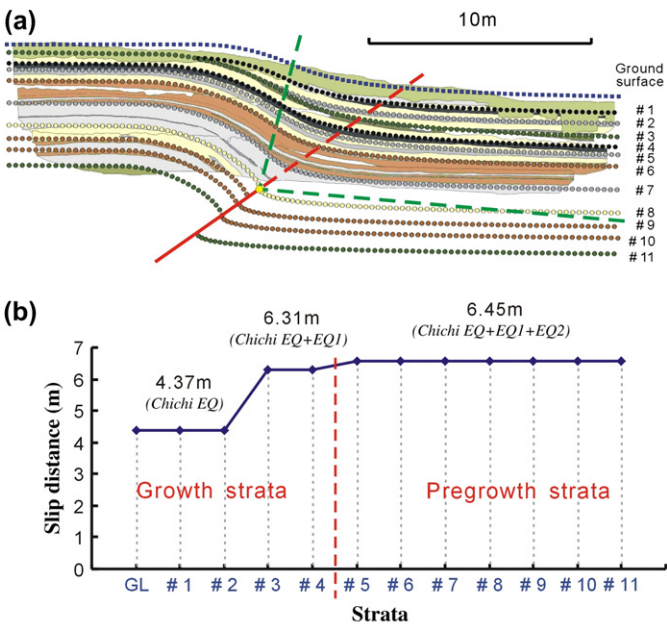 (a)
10m
Ground
surface
# 1
# 2
# 3
# 4
# 5
# 6
# 7
# 8
# 9
# 10
# 11
(b)
6.31m
(Chichi EQ+EQ1)
6.45m
(Chichi EQ+EQ1+EQ2)
4.37m
(Chichi EQ)
Slip distance (m)
7
6
5
4
3
2
1
0
Growth strata
Pregrowth strata
GL # 1 # 2 # 3 # 4 # 5 # 6 # 7 # 8 # 9 # 10 # 11
Strata